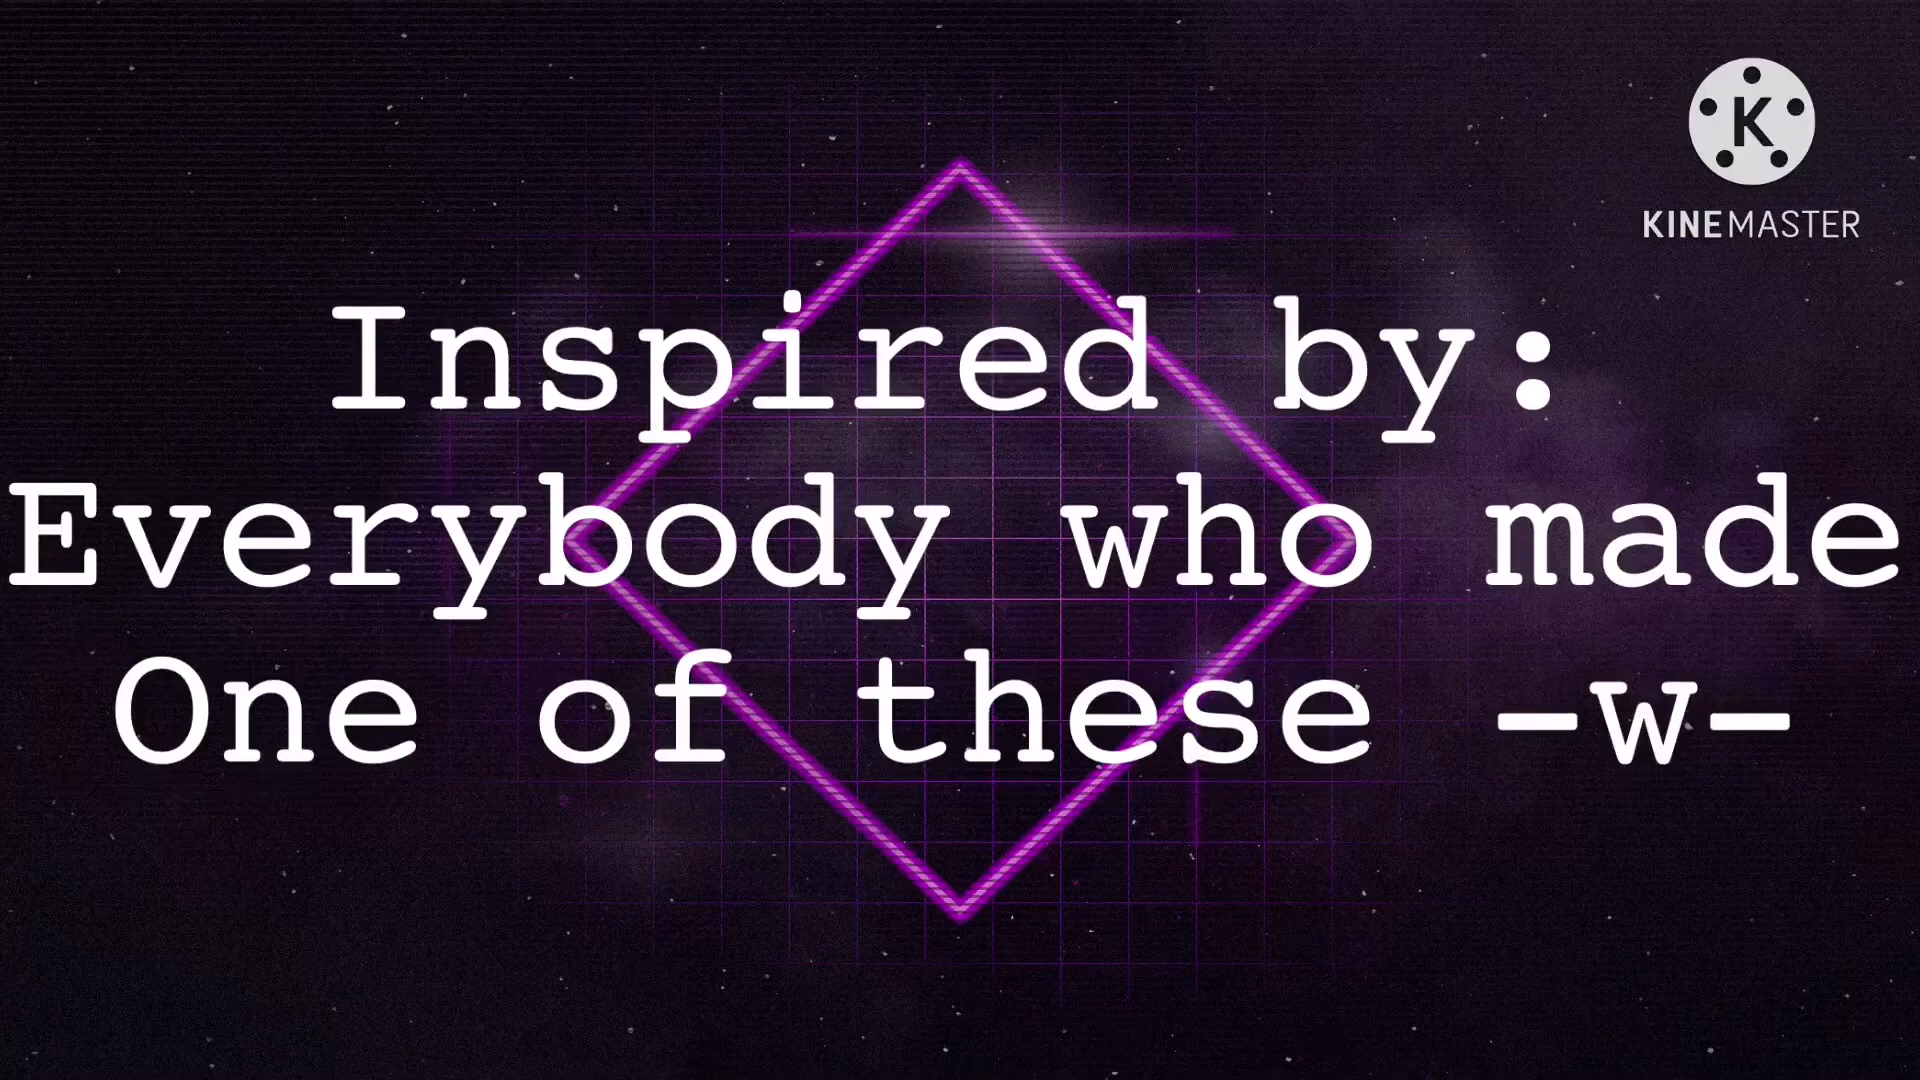 K
KINEMASTER
Inspired by:
Everybody who made
One of these -w-